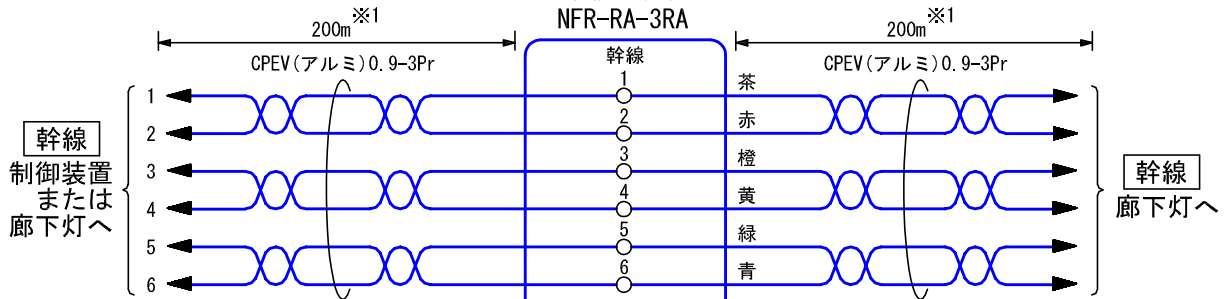 NFR-RA-3RA
200m※1
200m※1
CPEV(アルミ)0.9-3Pr
幹線
CPEV(アルミ)0.9-3Pr
1
1
茶
2
2
赤
3
3
橙
4
4
黄
5
5
緑
6
6
青
幹線
制御装置
または
廊下灯へ
幹線
廊下灯へ